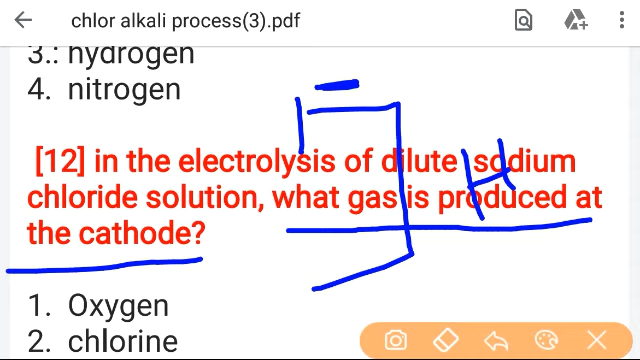 chlor alkali process(3).pdf
3.: hydrogen
4. nitrogen
[12] in the electrolysis of dilute sodium
chloride solution, what gas is produced at
the cathode?
H
1. Oxygen
2. chlorine